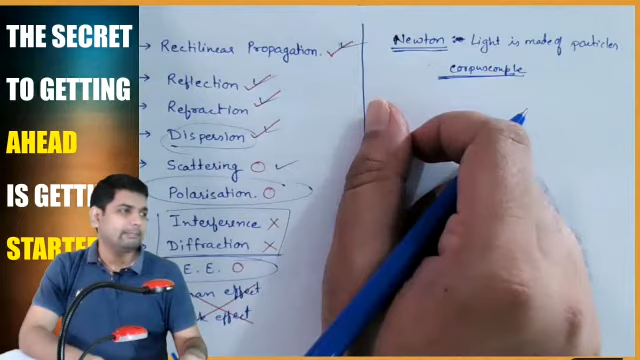 THE SECRET
TO GETTING
AHEAD
IS GETTI
STARTE
→ Rectilinear Propagation. ✓
→ Reflection ✓
→ Refraction ✓
→ Dispersion ✓
Scattering O ✓
Polarisation. O
Interference ×
Diffraction ×
E. E. O
effect
effect
Newton :- Light is made of particles
corpuscouple